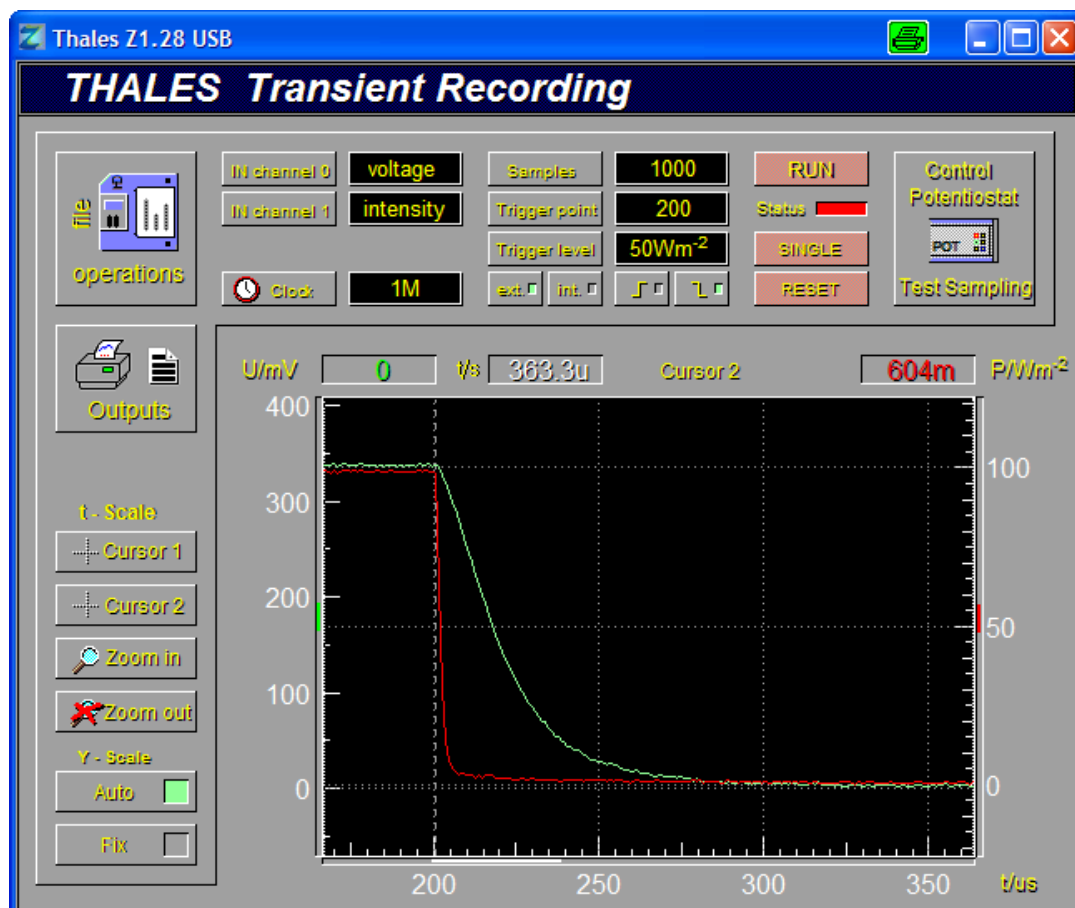 Thales Z1.28 USB
THALES Transient Recording
file
operations
IN channel 0 voltage
IN channel 1 intensity
Clock 1M
Samples 1000
Trigger point 200
Trigger level 50Wm-2
ext. int.
RUN
Status
SINGLE
RESET
Control
Potentiostat
POT
Test Sampling
Outputs
U/mV 0 t/s 363.3u Cursor 2 604m P/Wm-2
t - Scale
Cursor 1
Cursor 2
Zoom in
Zoom out
Y - Scale
Auto
Fix
400
300
200
100
0
100
50
0
200 250 300 350 t/us